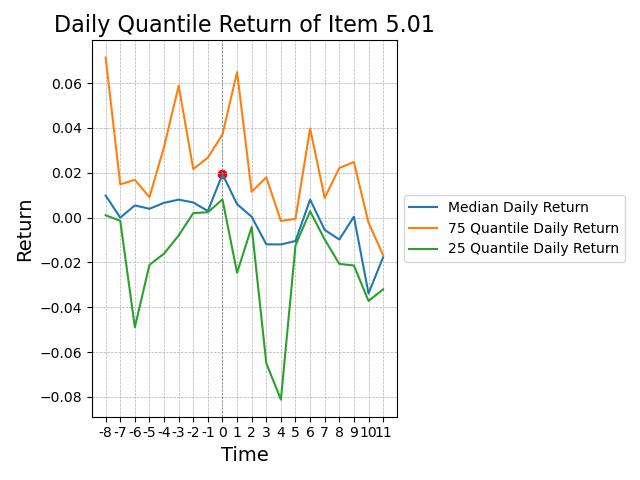 Daily Quantile Return of Item 5.01
0.06
0.04
0.02
0.00
−0.02
−0.04
−0.06
−0.08
Return
-8 -7 -6 -5 -4 -3 -2 -1 0 1 2 3 4 5 6 7 8 9 10 11
Time
Median Daily Return
75 Quantile Daily Return
25 Quantile Daily Return